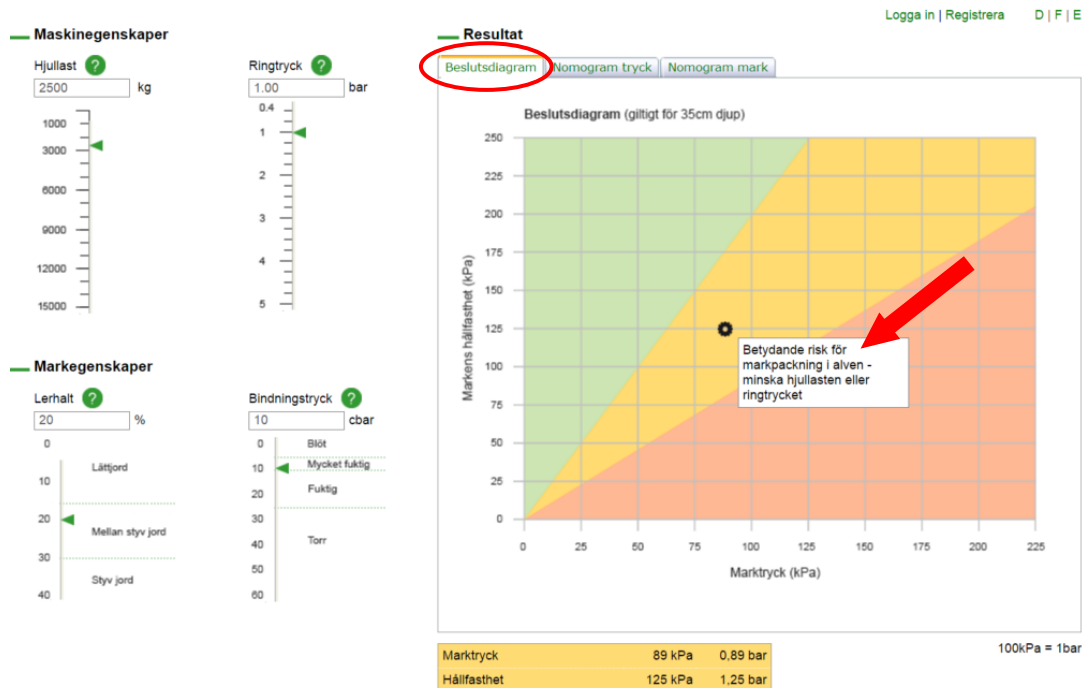 Logga in | Registrera D | F | E
Maskinegenskaper
Hjullast ?
2500 kg
1000
3000
6000
9000
12000
15000
Ringtryck ?
1.00 bar
0.4
1
2
3
4
5
Markegenskaper
Lerhalt ?
20 %
0
10
20
30
40
Lättjord
Mellan styv jord
Styv jord
Bindningstryck ?
10 cbar
0 Blöt
10 Mycket fuktig
20 Fuktig
30
40 Torr
50
60
Resultat
Beslutsdiagram Nomogram tryck Nomogram mark
Beslutsdiagram (giltigt för 35cm djup)
Markens hållfasthet (kPa)
250
225
200
175
150
125
100
75
50
25
0
Betydande risk för
markpackning i alven -
minska hjullasten eller
ringtrycket
0 25 50 75 100 125 150 175 200 225
Marktryck (kPa)
Marktryck 89 kPa 0,89 bar
Hållfasthet 125 kPa 1,25 bar
100kPa = 1bar